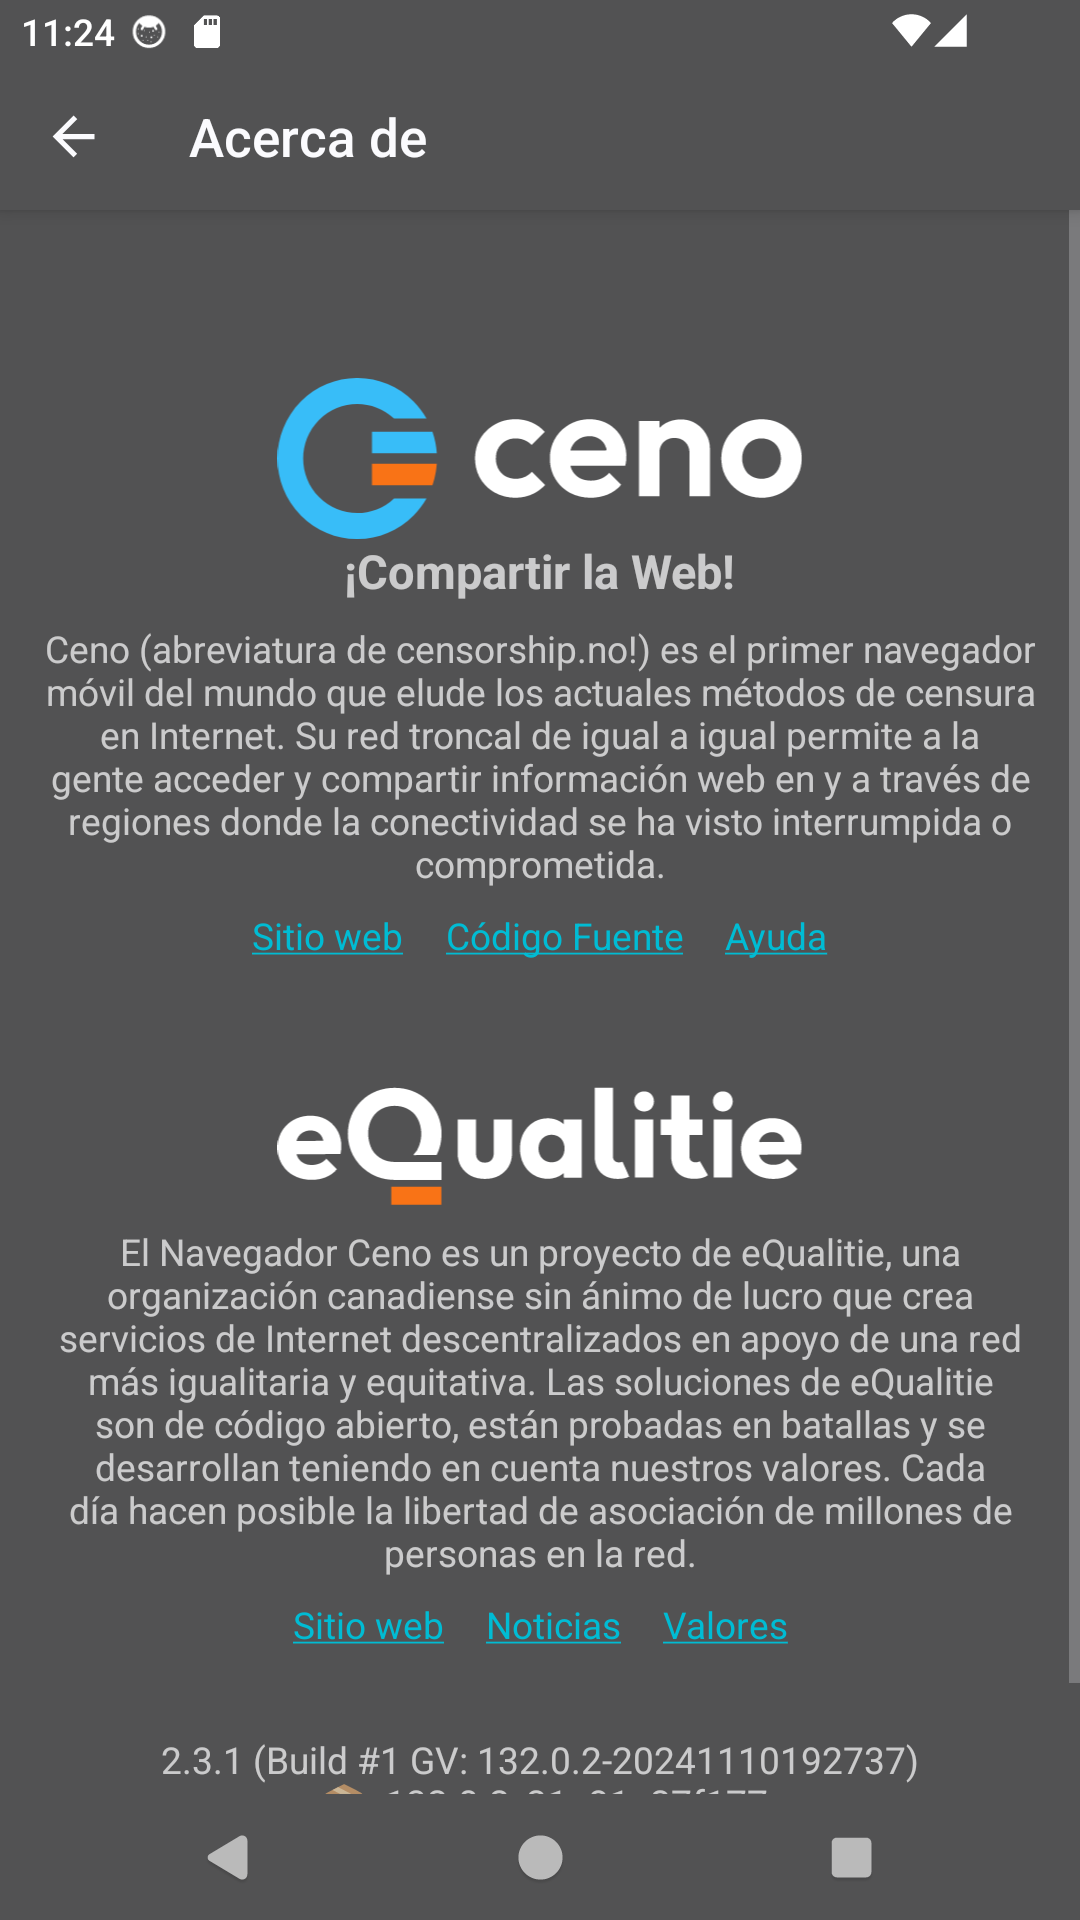 11:24
Acerca de
ceno
¡Compartir la Web!
Ceno (abreviatura de censorship.no!) es el primer navegador
móvil del mundo que elude los actuales métodos de censura
en Internet. Su red troncal de igual a igual permite a la
gente acceder y compartir información web en y a través de
regiones donde la conectividad se ha visto interrumpida o
comprometida.
Sitio web Código Fuente Ayuda
eQualitie
El Navegador Ceno es un proyecto de eQualitie, una
organización canadiense sin ánimo de lucro que crea
servicios de Internet descentralizados en apoyo de una red
más igualitaria y equitativa. Las soluciones de eQualitie
son de código abierto, están probadas en batallas y se
desarrollan teniendo en cuenta nuestros valores. Cada
día hacen posible la libertad de asociación de millones de
personas en la red.
Sitio web Noticias Valores
2.3.1 (Build #1 GV: 132.0.2-20241110192737)